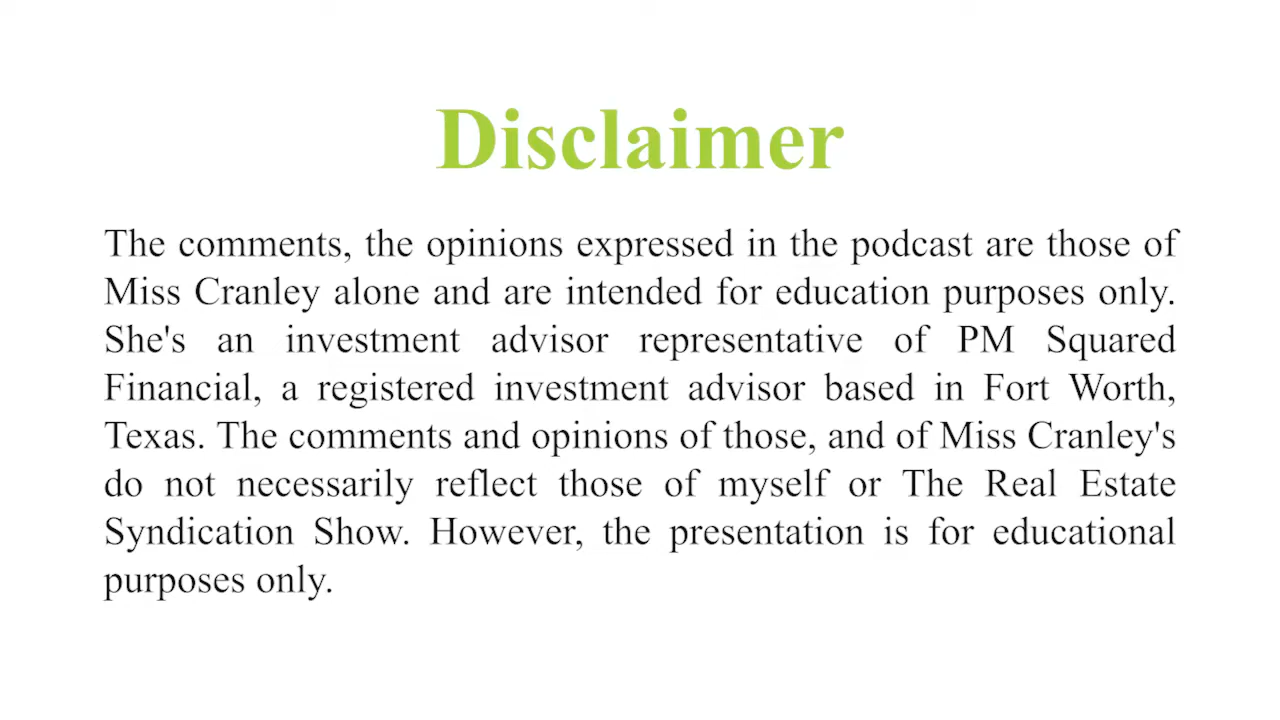 Disclaimer
The comments, the opinions expressed in the podcast are those of
Miss Cranley alone and are intended for education purposes only.
She's an investment advisor representative of PM Squared
Financial, a registered investment advisor based in Fort Worth,
Texas. The comments and opinions of those, and of Miss Cranley's
do not necessarily reflect those of myself or The Real Estate
Syndication Show. However, the presentation is for educational
purposes only.